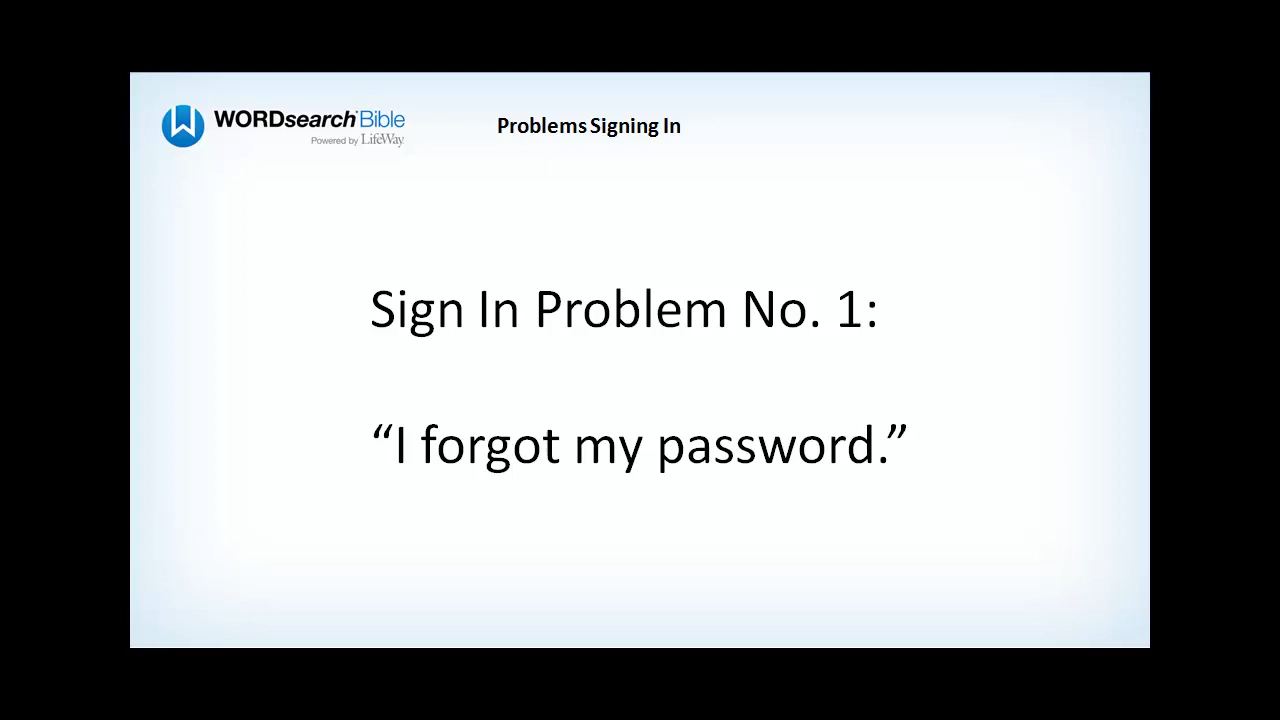 WORDsearch Bible
Powered by LifeWay
Problems Signing In
Sign In Problem No. 1:
“I forgot my password.”